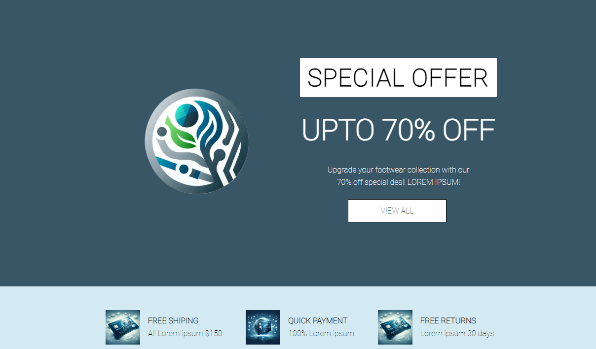 SPECIAL OFFER
UPTO 70% OFF
Upgrade your footwear collection with our
70% off special deal! LOREM IPSUM!
VIEW ALL
FREE SHIPING
All Lorem ipsum $150
QUICK PAYMENT
100% Lorem ipsum
FREE RETURNS
Lorem ipsum 30 days